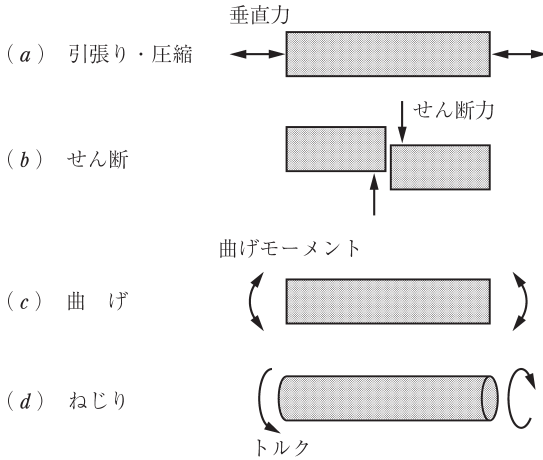 垂直力
(a) 引張り・圧縮
せん断力
(b) せん断
曲げモーメント
(c) 曲　げ
(d) ねじり
トルク